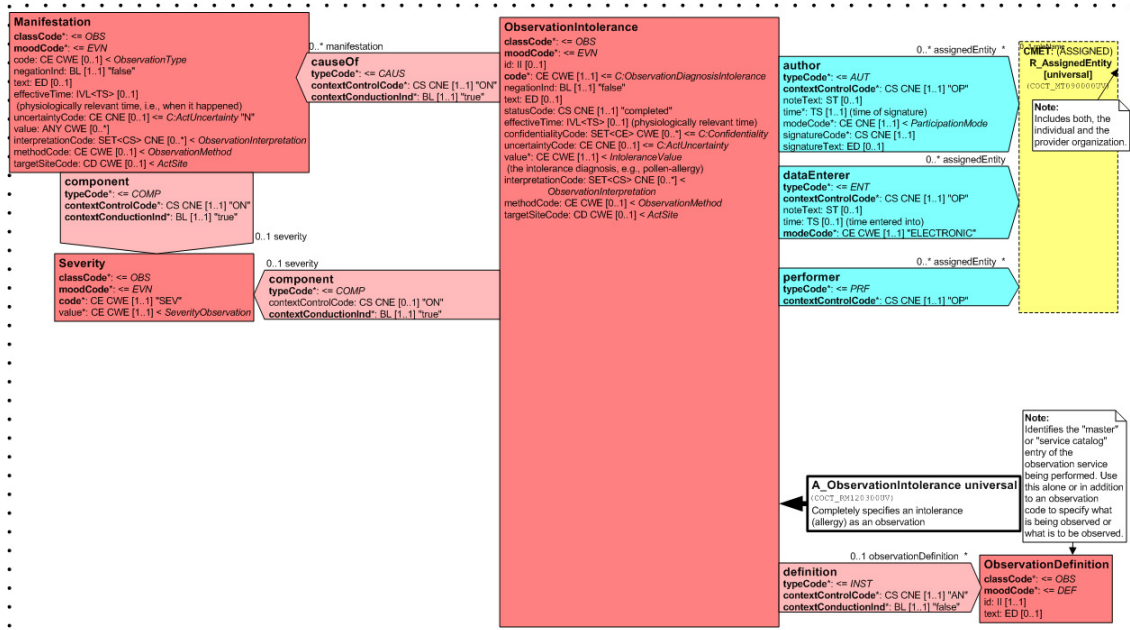 Manifestation
classCode*: <= OBS
moodCode*: <= EVN
code: CE CWE [0..1] < ObservationType
negationInd: BL [1..1] "false"
text: ED [0..1]
effectiveTime: IVL<TS> [0..1]
(physiologically relevant time, i.e., when it happened)
uncertaintyCode: CE CNE [0..1] <= C:ActUncertainty "N"
value: ANY CWE [0..*]
interpretationCode: SET<CS> CNE [0..*] < ObservationInterpretation
methodCode: CE CWE [0..1] < ObservationMethod
targetSiteCode: CD CWE [0..1] < ActSite
0..* manifestation
causeOf
typeCode*: <= CAUS
contextControlCode*: CS CNE [1..1] "ON"
contextConductionInd*: BL [1..1] "true"
component
typeCode*: <= COMP
contextControlCode*: CS CNE [1..1] "ON"
contextConductionInd*: BL [1..1] "true"
0..1 severity
Severity
classCode*: <= OBS
moodCode*: <= EVN
code*: CE CWE [1..1] "SEV"
value*: CE CWE [1..1] < SeverityObservation
0..1 severity
component
typeCode*: <= COMP
contextControlCode: CS CNE [0..1] "ON"
contextConductionInd*: BL [1..1] "true"
ObservationIntolerance
classCode*: <= OBS
moodCode*: <= EVN
id: II [0..1]
code*: CE CWE [1..1] <= C:ObservationDiagnosisIntolerance
negationInd: BL [1..1] "false"
text: ED [0..1]
statusCode: CS CNE [1..1] "completed"
effectiveTime: IVL<TS> [0..1] (physiologically relevant time)
confidentialityCode: SET<CE> CWE [0..*] <= C:Confidentiality
uncertaintyCode: CE CNE [0..1] <= C:ActUncertainty
value*: CE CWE [1..1] < IntoleranceValue
(the intolerance diagnosis, e.g., pollen-allergy)
interpretationCode: SET<CS> CNE [0..*] <
ObservationInterpretation
methodCode: CE CWE [0..1] < ObservationMethod
targetSiteCode: CD CWE [0..1] < ActSite
0..* assignedEntity *
author
typeCode*: <= AUT
contextControlCode*: CS CNE [1..1] "OP"
noteText: ST [0..1]
time*: TS [1..1] (time of signature)
modeCode*: CE CNE [1..1] < ParticipationMode
signatureCode*: CS CNE [1..1]
signatureText: ED [0..1]
0..* assignedEntity
dataEnterer
typeCode*: <= ENT
contextControlCode*: CS CNE [1..1] "OP"
noteText: ST [0..1]
time: TS [0..1] (time entered into)
modeCode*: CE CWE [1..1] "ELECTRONIC"
0..* assignedEntity *
performer
typeCode*: <= PRF
contextControlCode*: CS CNE [1..1] "OP"
CMET: (ASSIGNED)
R_AssignedEntity
[universal]
(COCT_MT090000UV)
Note:
Includes both, the
individual and the
provider organization.
Note:
Identifies the "master"
or "service catalog"
entry of the
observation service
being performed. Use
this alone or in addition
to an observation
code to specify what
is being observed or
what is to be observed.
A_ObservationIntolerance universal
(COCT_RM120300UV)
Completely specifies an intolerance
(allergy) as an observation
0..1 observationDefinition *
definition
typeCode*: <= INST
contextControlCode*: CS CNE [1..1] "AN"
contextConductionInd*: BL [1..1] "false"
ObservationDefinition
classCode*: <= OBS
moodCode*: <= DEF
id: II [1..1]
text: ED [0..1]